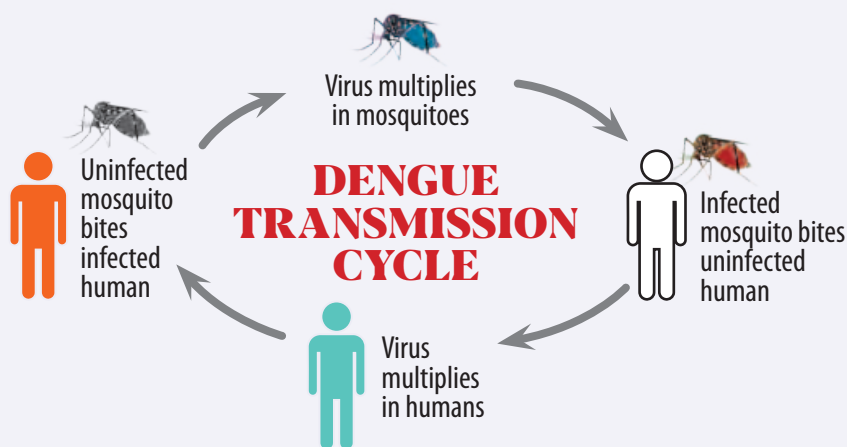 Virus multiplies
in mosquitoes
Uninfected
mosquito
bites
infected
human
DENGUE
TRANSMISSION
CYCLE
Infected
mosquito bites
uninfected
human
Virus
multiplies
in humans